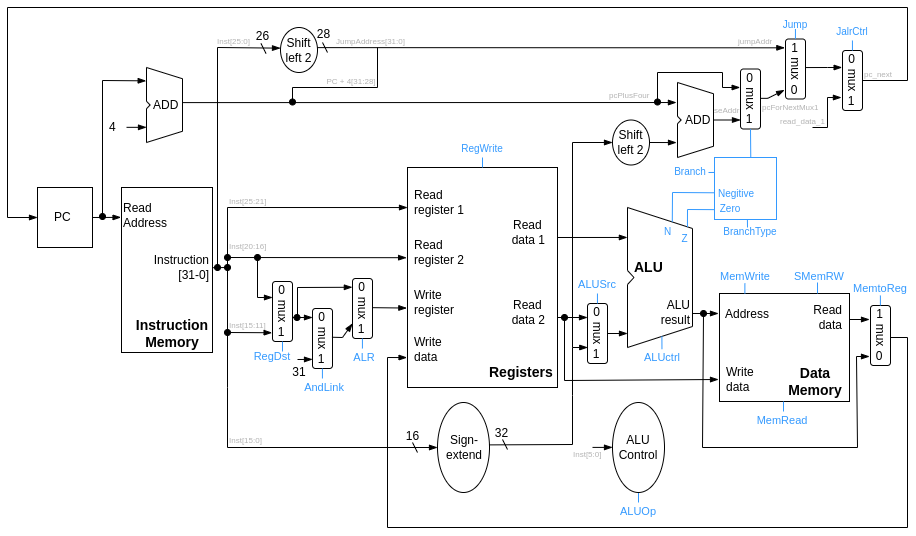 Jump
JalrCtrl
Inst[25:0]
26
Shift
left 2
28
JumpAddress[31:0]
jumpAddr
1
mux
0
0
mux
1
pc_next
PC + 4[31:28]
ADD
4
pcPlusFour
ADD
seAddr
0
mux
1
pcForNextMux1
read_data_1
Shift
left 2
RegWrite
Branch
Negitive
Zero
N
Z
BranchType
PC
Read
Address
Instruction
[31-0]
Instruction
Memory
Inst[25:21]
Inst[20:16]
Inst[15:11]
Inst[15:0]
Read
register 1
Read
register 2
Write
register
Write
data
Read
data 1
Read
data 2
Registers
0
mux
1
RegDst
0
mux
1
31
AndLink
0
mux
1
ALR
ALUSrc
0
mux
1
ALU
ALU
result
ALUctrl
MemWrite
SMemRW
MemtoReg
Address
Read
data
Write
data
Data
Memory
MemRead
1
mux
0
16
Sign-
extend
32
Inst[5:0]
ALU
Control
ALUOp